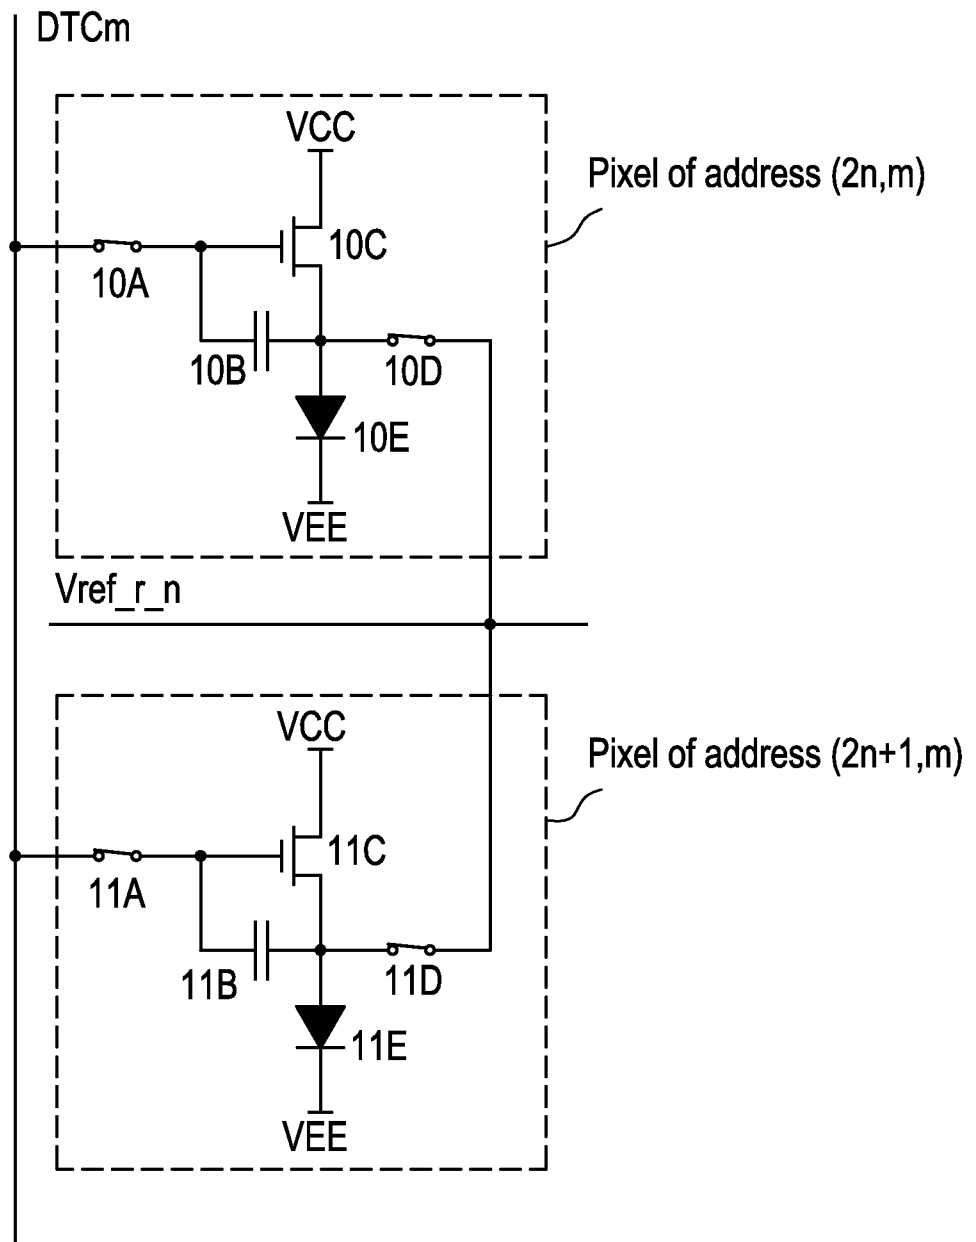 DTCm
VCC
Pixel of address (2n,m)
10C
10A
10B
10D
10E
VEE
Vref_r_n
VCC
Pixel of address (2n+1,m)
11C
11A
11B
11D
11E
VEE